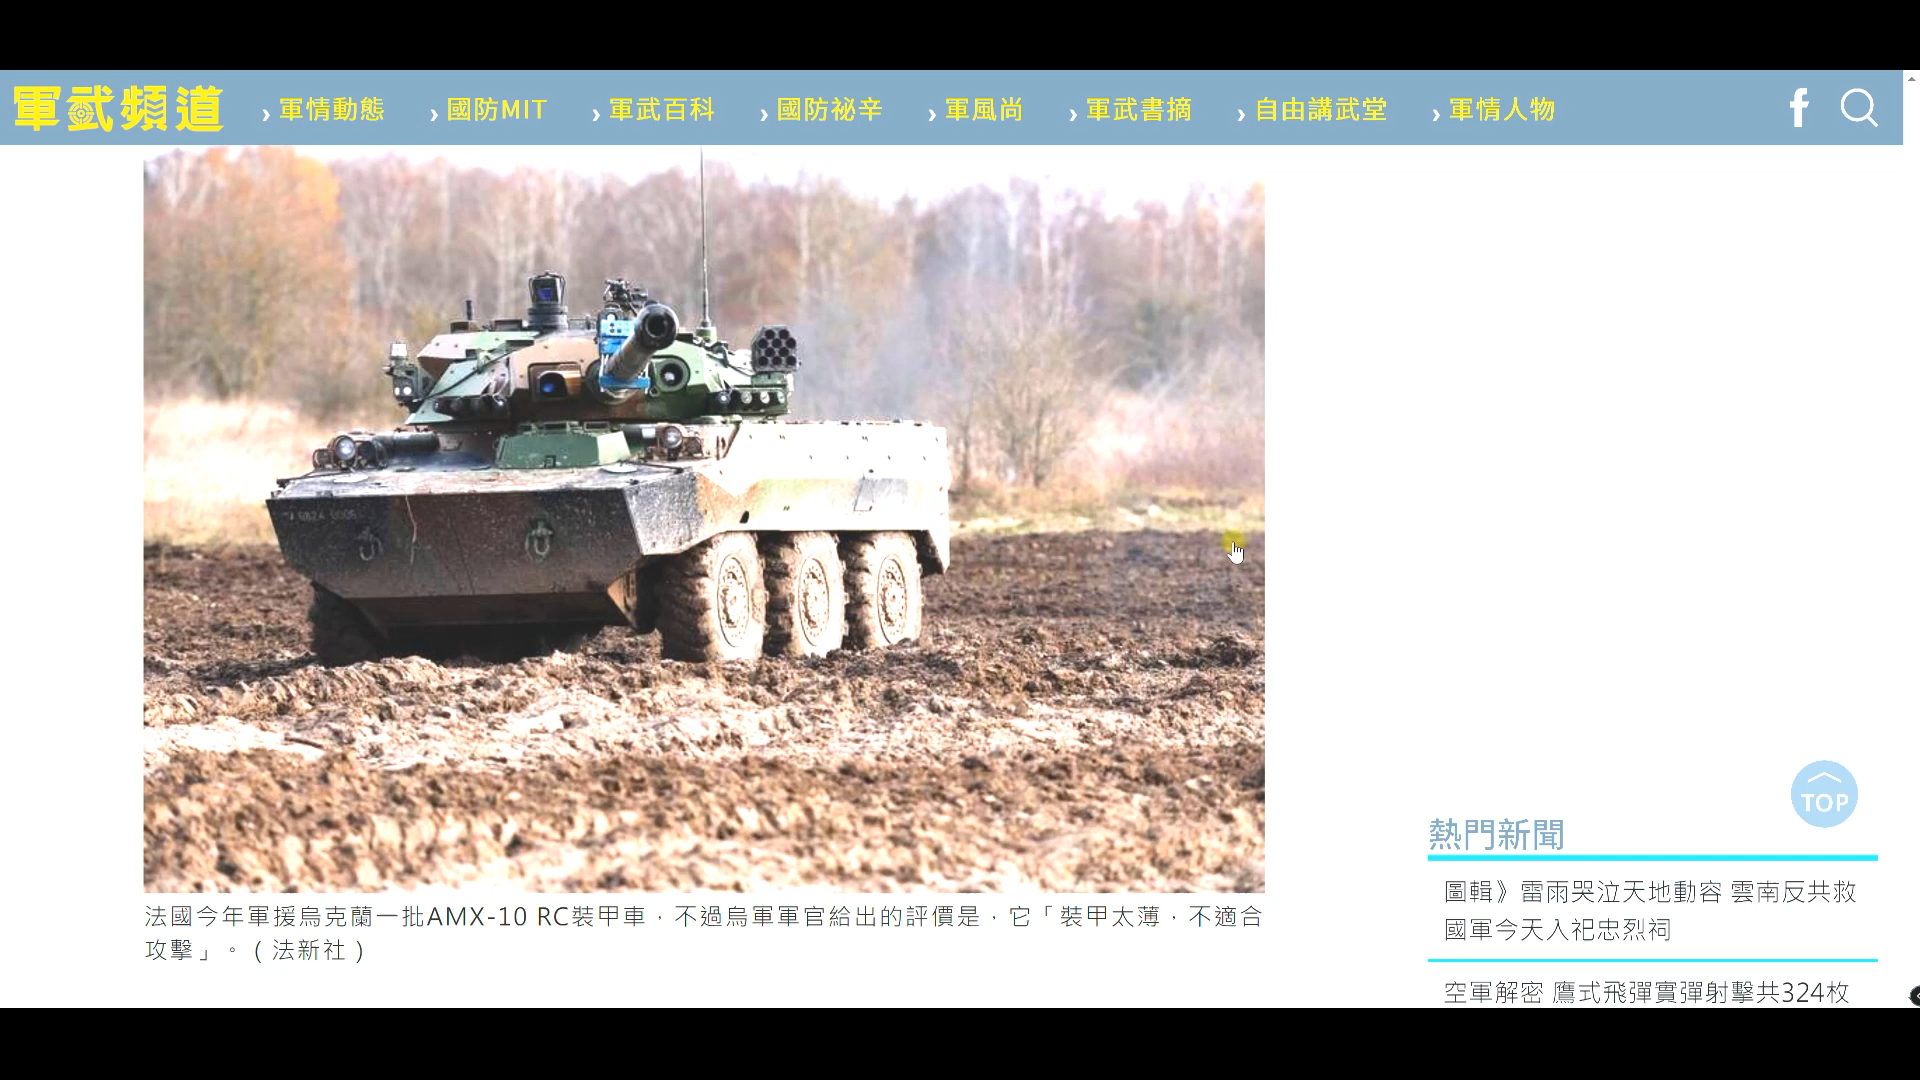 軍武頻道
› 軍情動態 › 國防MIT › 軍武百科 › 國防祕辛 › 軍風尚 › 軍武書摘 › 自由講武堂 › 軍情人物
法國今年軍援烏克蘭一批AMX-10 RC裝甲車，不過烏軍軍官給出的評價是，它「裝甲太薄，不適合
攻擊」。(法新社)
TOP
熱門新聞
圖輯》雷雨哭泣天地動容 雲南反共救
國軍今天入祀忠烈祠
空軍解密 鷹式飛彈實彈射擊共324枚